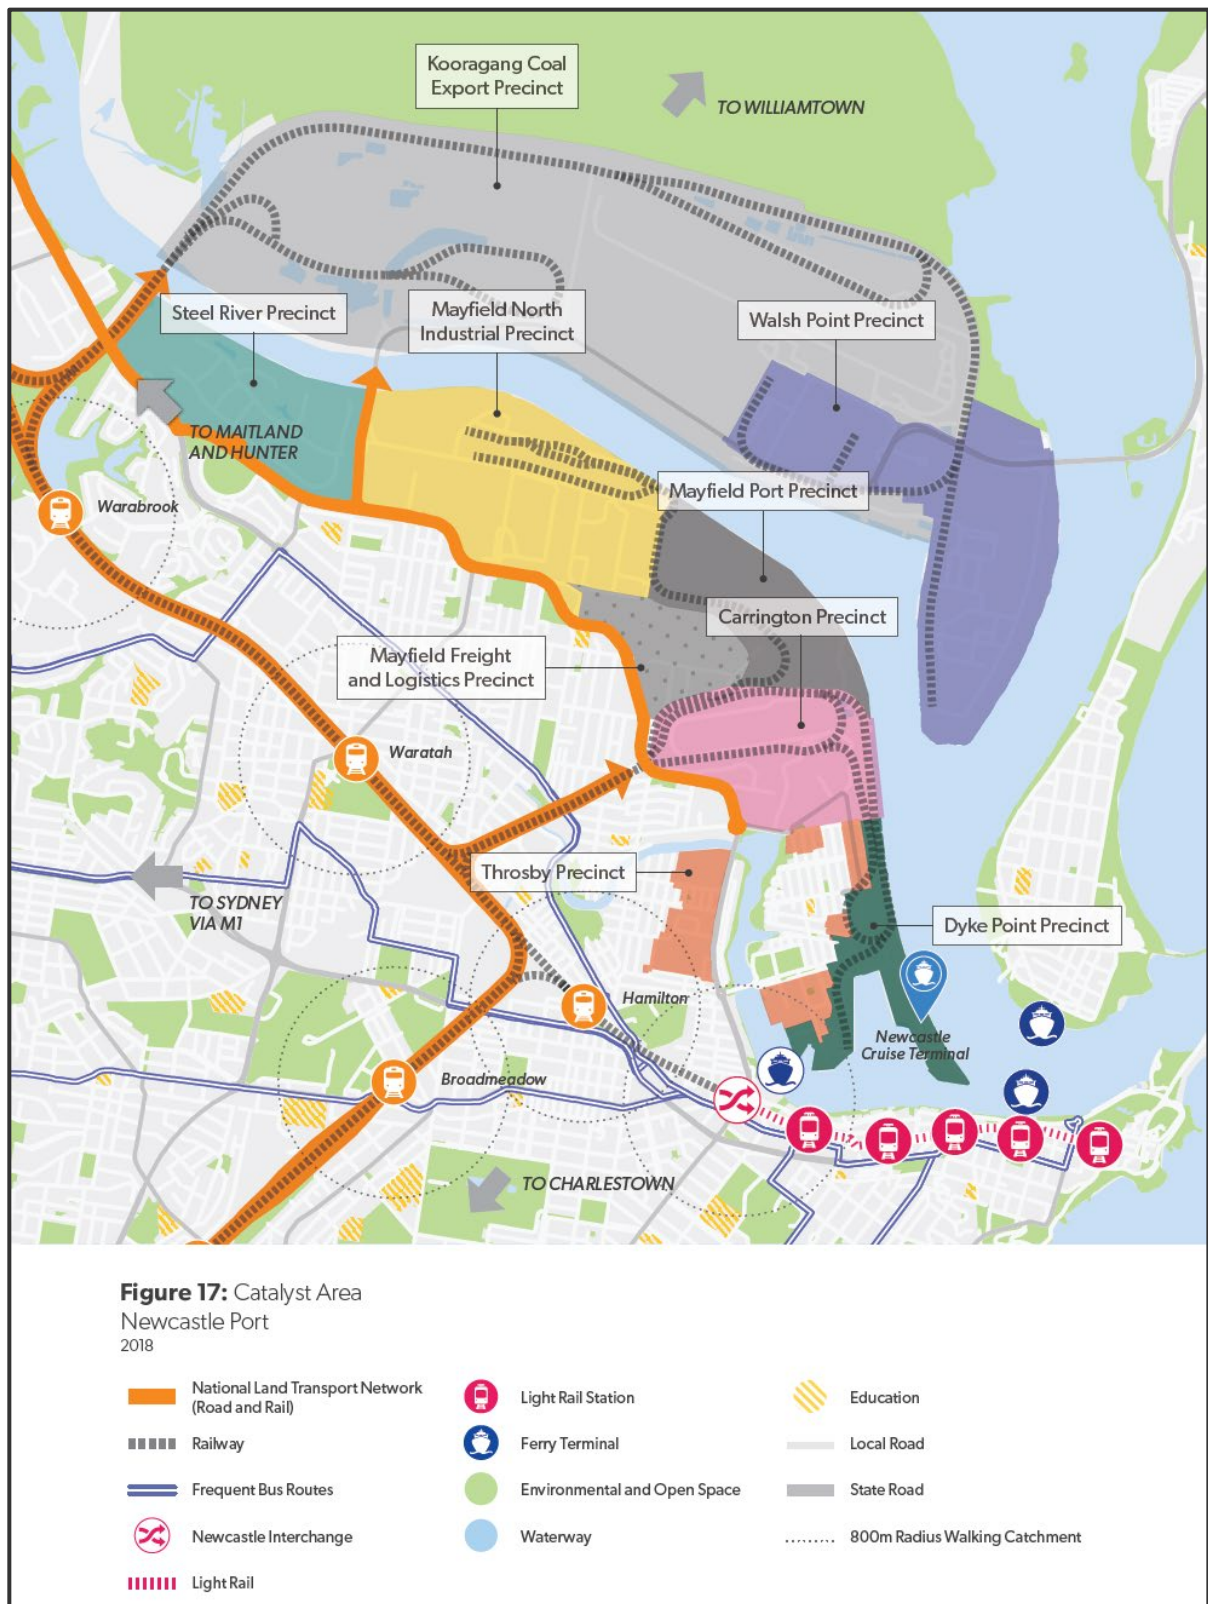 Kooragang Coal
Export Precinct
TO WILLIAMTOWN
Steel River Precinct
Mayfield North
Industrial Precinct
Walsh Point Precinct
TO MAITLAND
AND HUNTER
Warabrook
Mayfield Port Precinct
Carrington Precinct
Mayfield Freight
and Logistics Precinct
Waratah
Throsby Precinct
TO SYDNEY
VIA M1
Dyke Point Precinct
Hamilton
Newcastle
Cruise Terminal
Broadmeadow
TO CHARLESTOWN
Figure 17: Catalyst Area
Newcastle Port
2018
National Land Transport Network
(Road and Rail)
Railway
Frequent Bus Routes
Newcastle Interchange
Light Rail
Light Rail Station
Ferry Terminal
Environmental and Open Space
Waterway
Education
Local Road
State Road
800m Radius Walking Catchment